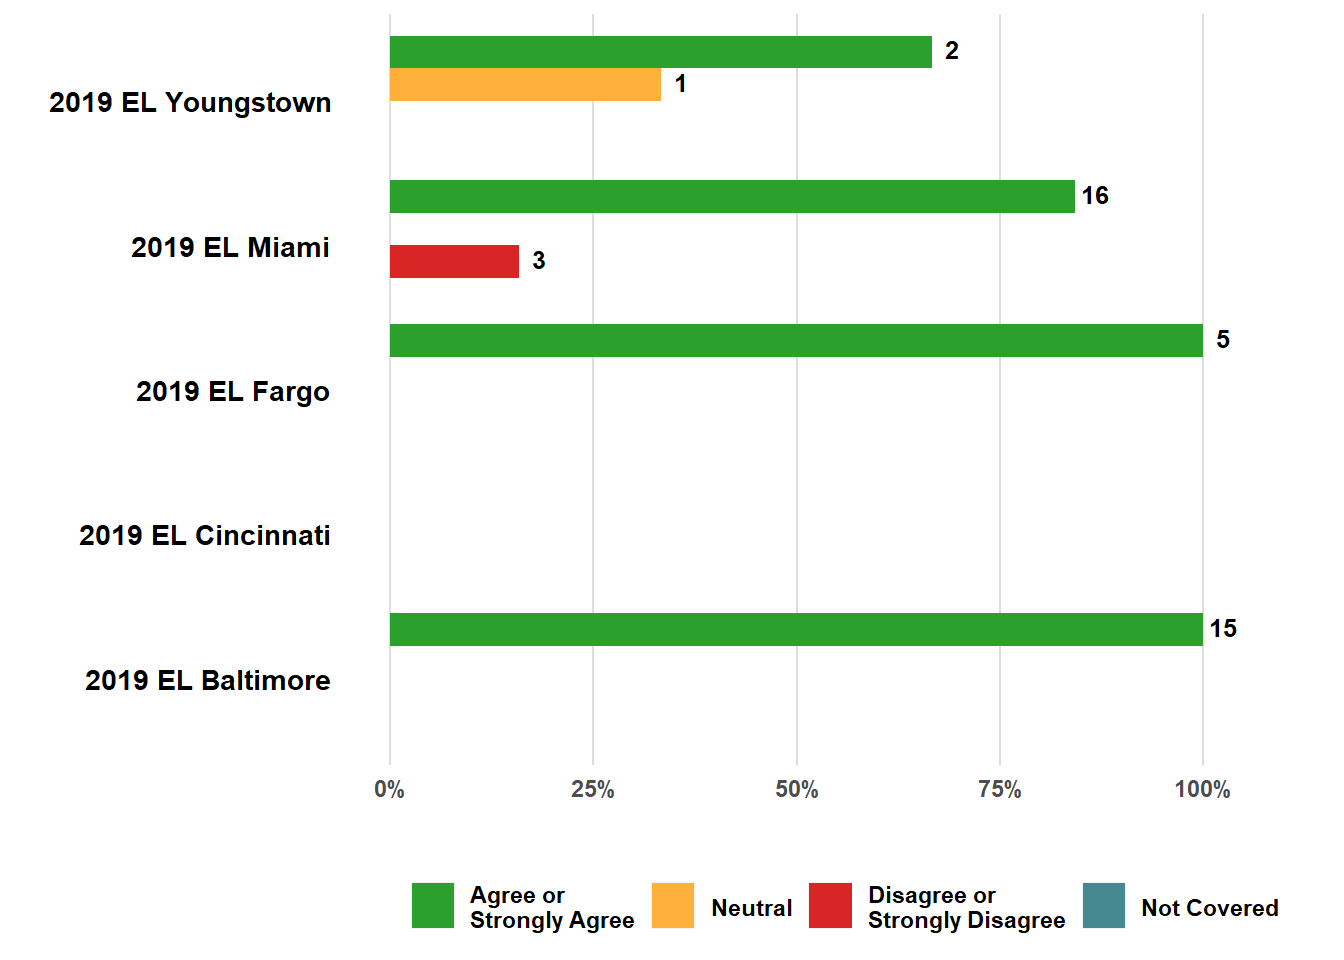 2019 EL Youngstown
2
1
2019 EL Miami
16
3
2019 EL Fargo
5
2019 EL Cincinnati
2019 EL Baltimore
15
0%
25%
50%
75%
100%
Agree or
Strongly Agree
Neutral
Disagree or
Strongly Disagree
Not Covered